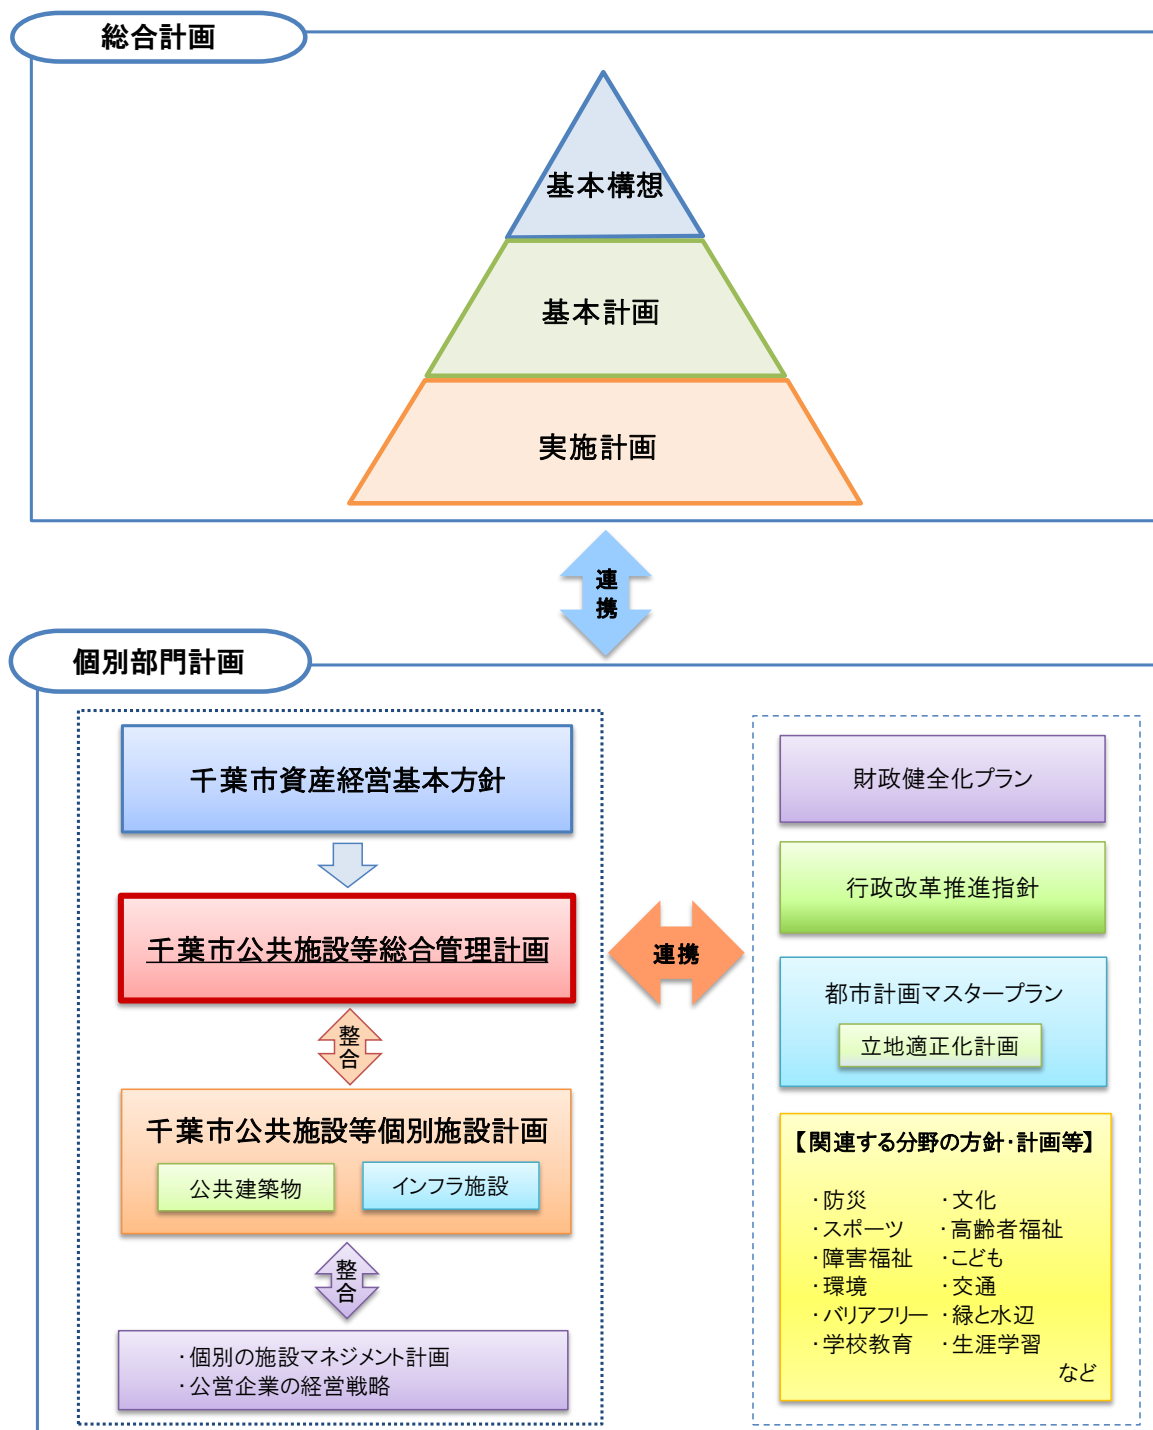 総合計画
基本構想
基本計画
実施計画
連
携
個別部門計画
千葉市資産経営基本方針
千葉市公共施設等総合管理計画
整
合
千葉市公共施設等個別施設計画
公共建築物
インフラ施設
整
合
・個別の施設マネジメント計画
・公営企業の経営戦略
連携
財政健全化プラン
行政改革推進指針
都市計画マスタープラン
立地適正化計画
【関連する分野の方針・計画等】
・防災 ・文化
・スポーツ ・高齢者福祉
・障害福祉 ・こども
・環境 ・交通
・バリアフリー ・緑と水辺
・学校教育 ・生涯学習
など